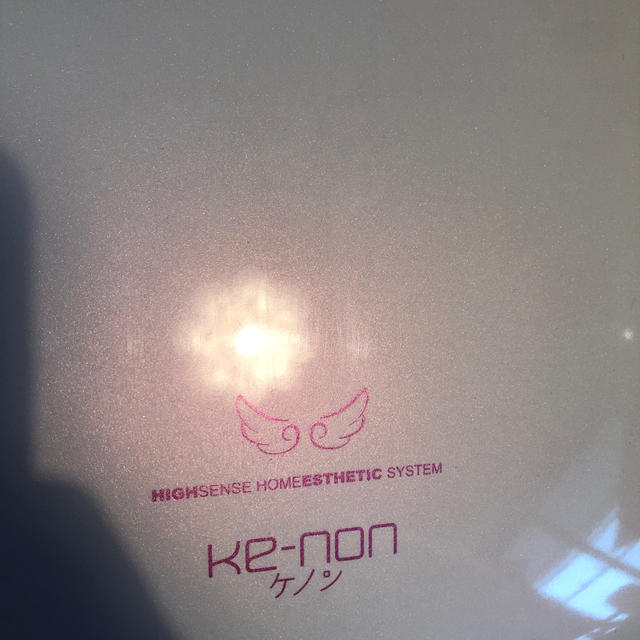 HIGHSENSE HOMEESTHETIC SYSTEM
ke-non
ケノン